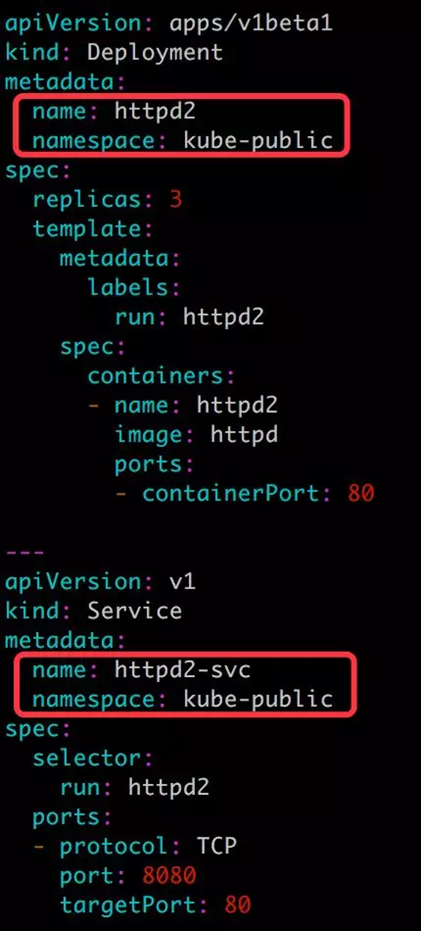 apiVersion: apps/v1beta1
kind: Deployment
metadata:
  name: httpd2
  namespace: kube-public
spec:
  replicas: 3
  template:
    metadata:
      labels:
        run: httpd2
    spec:
      containers:
      - name: httpd2
        image: httpd
        ports:
        - containerPort: 80

---
apiVersion: v1
kind: Service
metadata:
  name: httpd2-svc
  namespace: kube-public
spec:
  selector:
    run: httpd2
  ports:
  - protocol: TCP
    port: 8080
    targetPort: 80